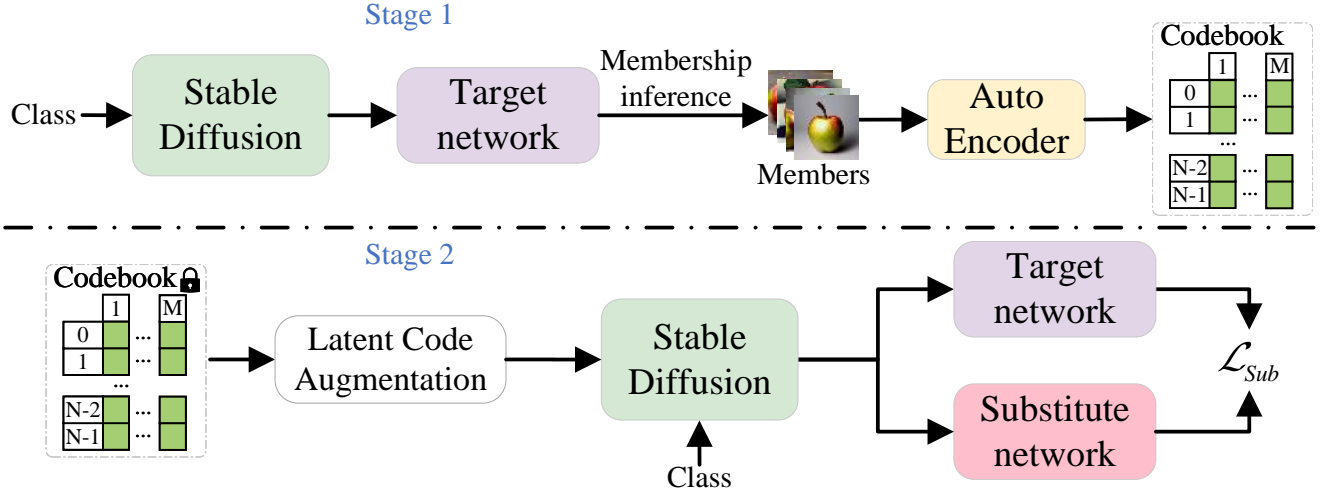 Stage 1
Codebook
1 ... M
0 ...
1 ...
...
N-2 ...
N-1 ...
Class
Stable
Diffusion
Target
network
Membership
inference
Members
Auto
Encoder
Stage 2
Codebook
1 M
0 ... ...
1 ...
...
N-2 ...
N-1 ...
Latent Code
Augmentation
Stable
Diffusion
Class
Target
network
Substitute
network
ℒSub